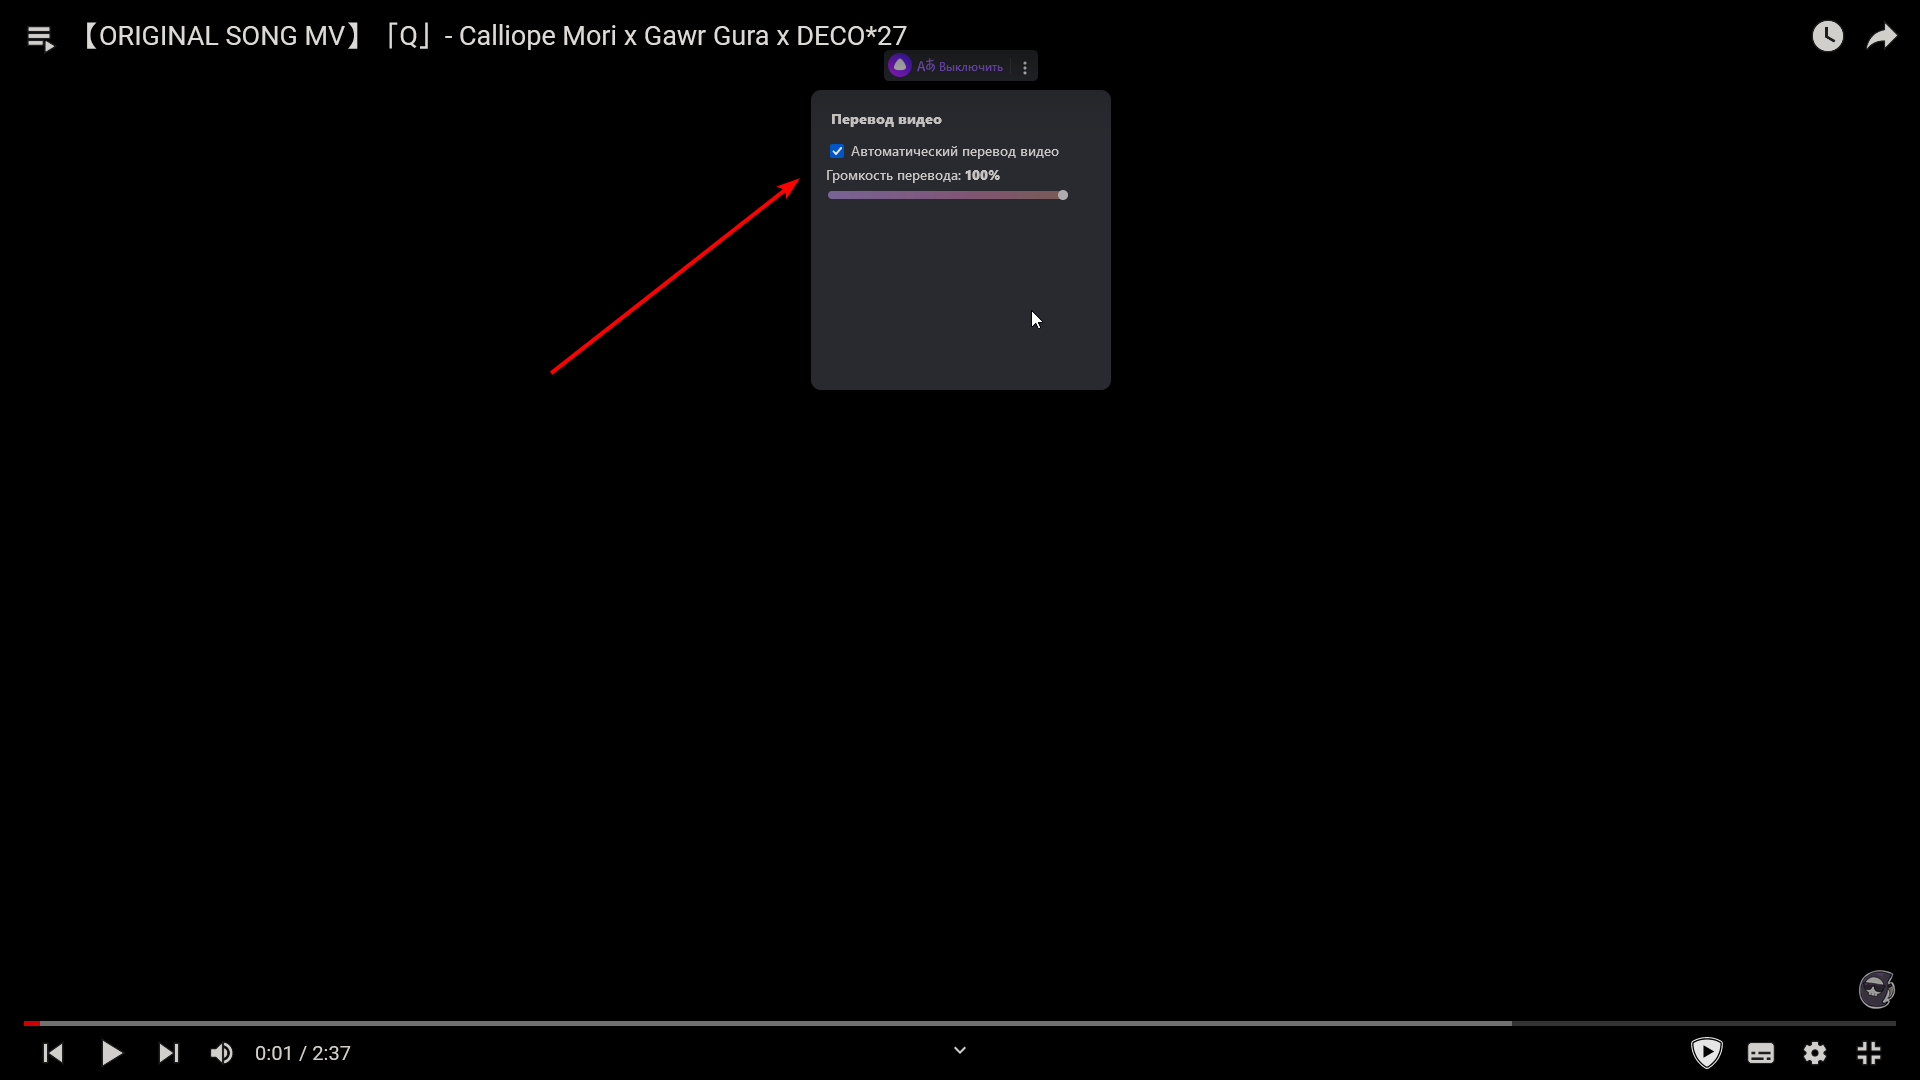 【ORIGINAL SONG MV】「Q」- Calliope Mori x Gawr Gura x DECO*27
Aあ Выключить
Перевод видео
Автоматический перевод видео
Громкость перевода: 100%
0:01 / 2:37